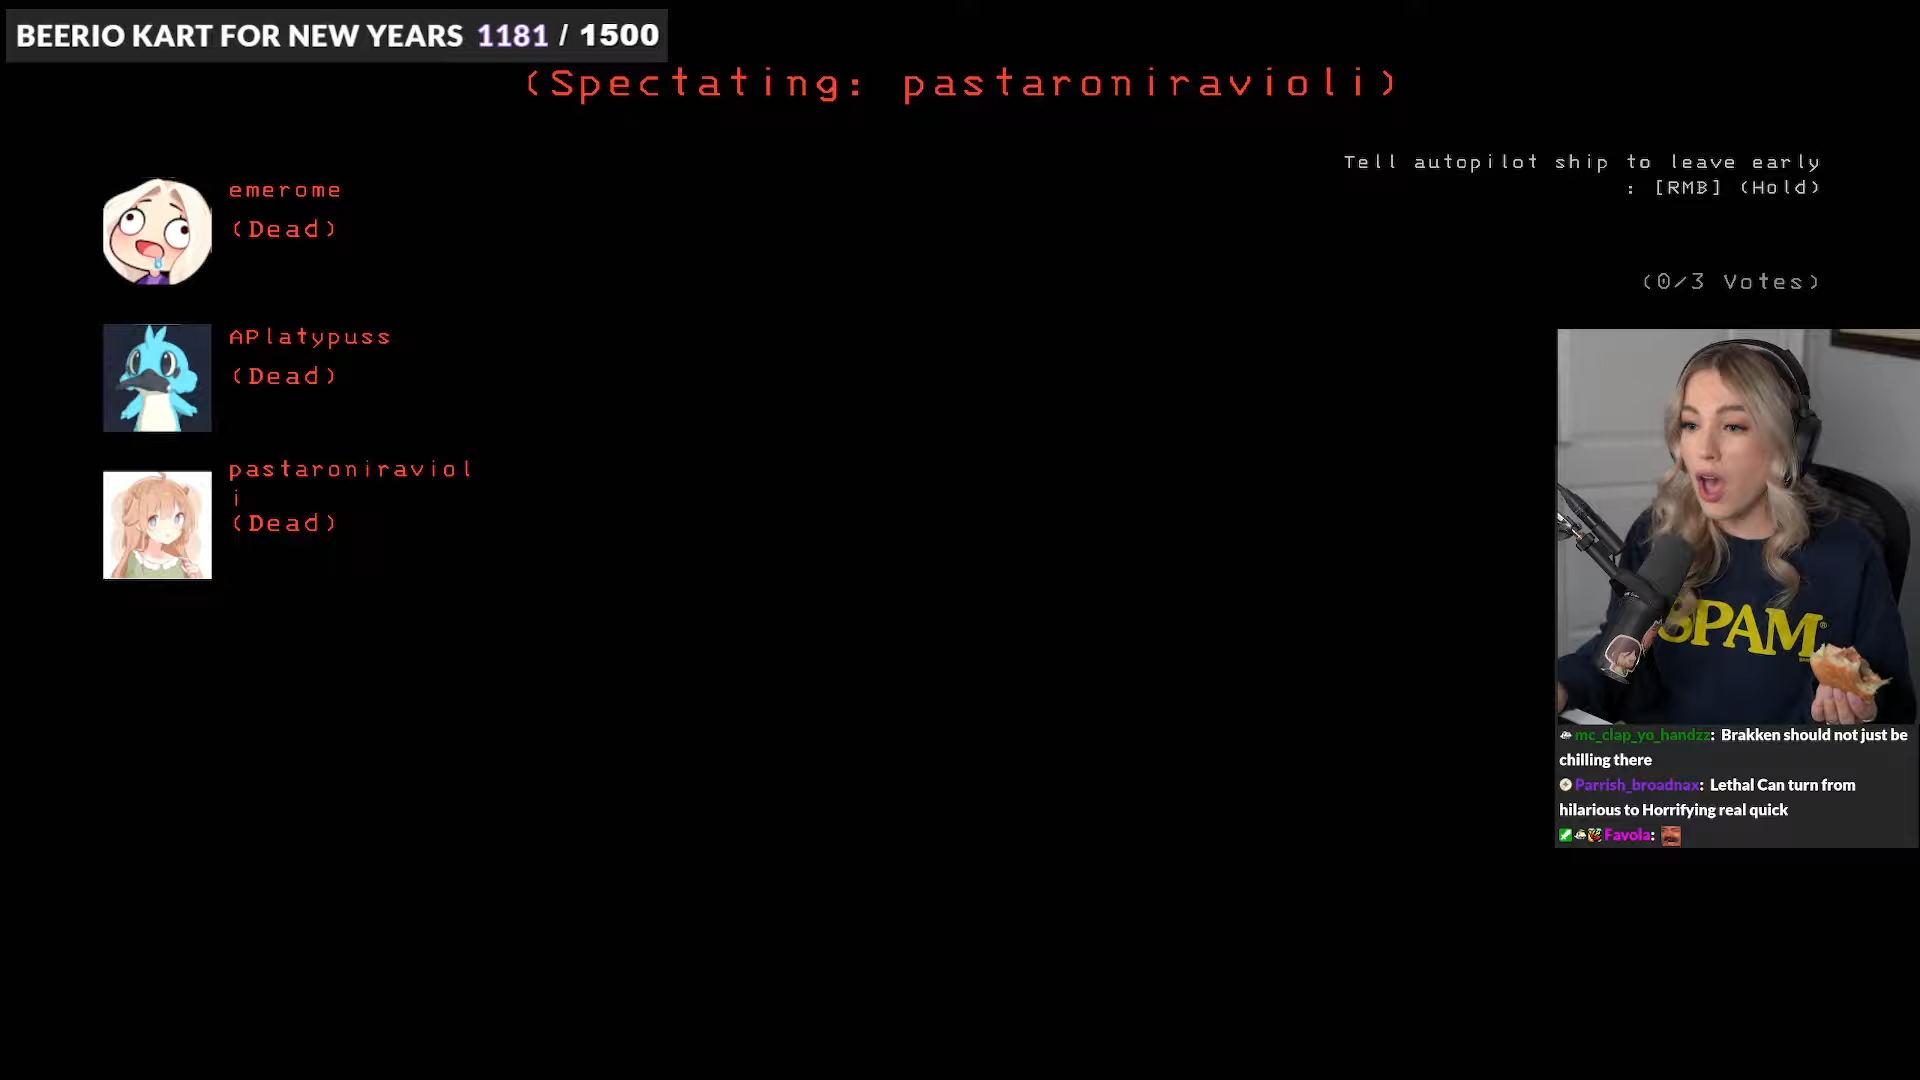 BEERIO KART FOR NEW YEARS 1181 / 1500
(Spectating: pastaroniravioli)
Tell autopilot ship to leave early
: [RMB] (Hold)
(0/3 Votes)
emerome
(Dead)
APlatypuss
(Dead)
pastaroniraviol
i
(Dead)
SPAM®
mc_clap_yo_handzz: Brakken should not just be
chilling there
Parrish_broadnax: Lethal Can turn from
hilarious to Horrifying real quick
Favola: